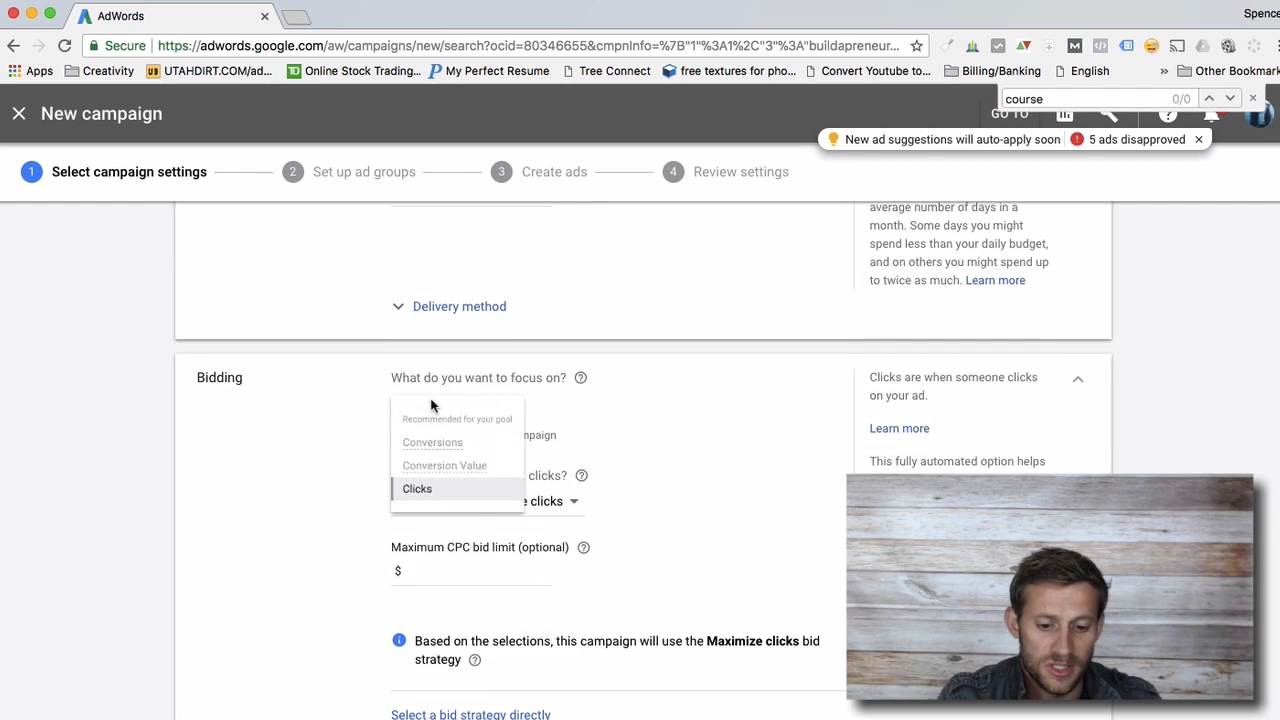 AdWords
Spence
Secure https://adwords.google.com/aw/campaigns/new/search?ocid=80346655&cmpnInfo=%7B"1"%3A1%2C"3"%3A"buildapreneur...
Apps Creativity UTAHDIRT.COM/ad... Online Stock Trading... My Perfect Resume Tree Connect free textures for pho... Convert Youtube to... Billing/Banking English » Other Bookmark
course 0/0
New campaign
GO TO
New ad suggestions will auto-apply soon 5 ads disapproved
1 Select campaign settings 2 Set up ad groups 3 Create ads 4 Review settings
average number of days in a
month. Some days you might
spend less than your daily budget,
and on others you might spend up
to twice as much. Learn more
Delivery method
Bidding
What do you want to focus on?
Recommended for your goal
Conversions
Conversion Value
Clicks
mpaign
clicks?
e clicks
Maximum CPC bid limit (optional)
$
Based on the selections, this campaign will use the Maximize clicks bid
strategy
Select a bid strategy directly
Clicks are when someone clicks
on your ad.
Learn more
This fully automated option helps